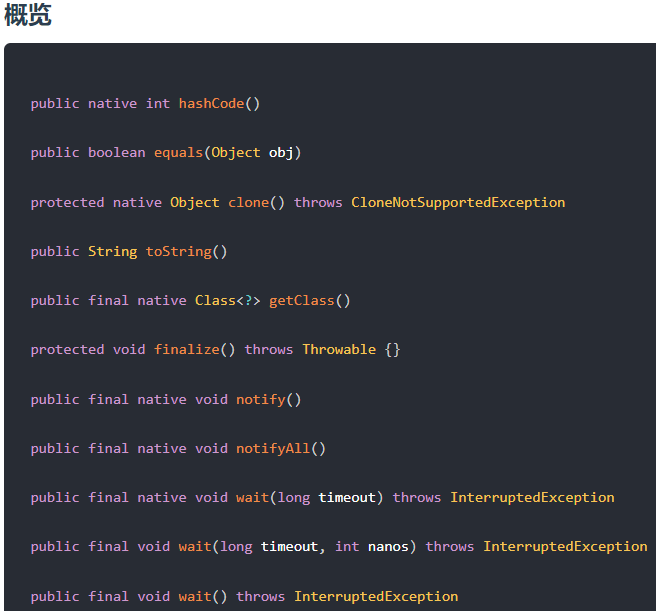 概览
public native int hashCode()
public boolean equals(Object obj)
protected native Object clone() throws CloneNotSupportedException
public String toString()
public final native Class<?> getClass()
protected void finalize() throws Throwable {}
public final native void notify()
public final native void notifyAll()
public final native void wait(long timeout) throws InterruptedException
public final void wait(long timeout, int nanos) throws InterruptedException
public final void wait() throws InterruptedException